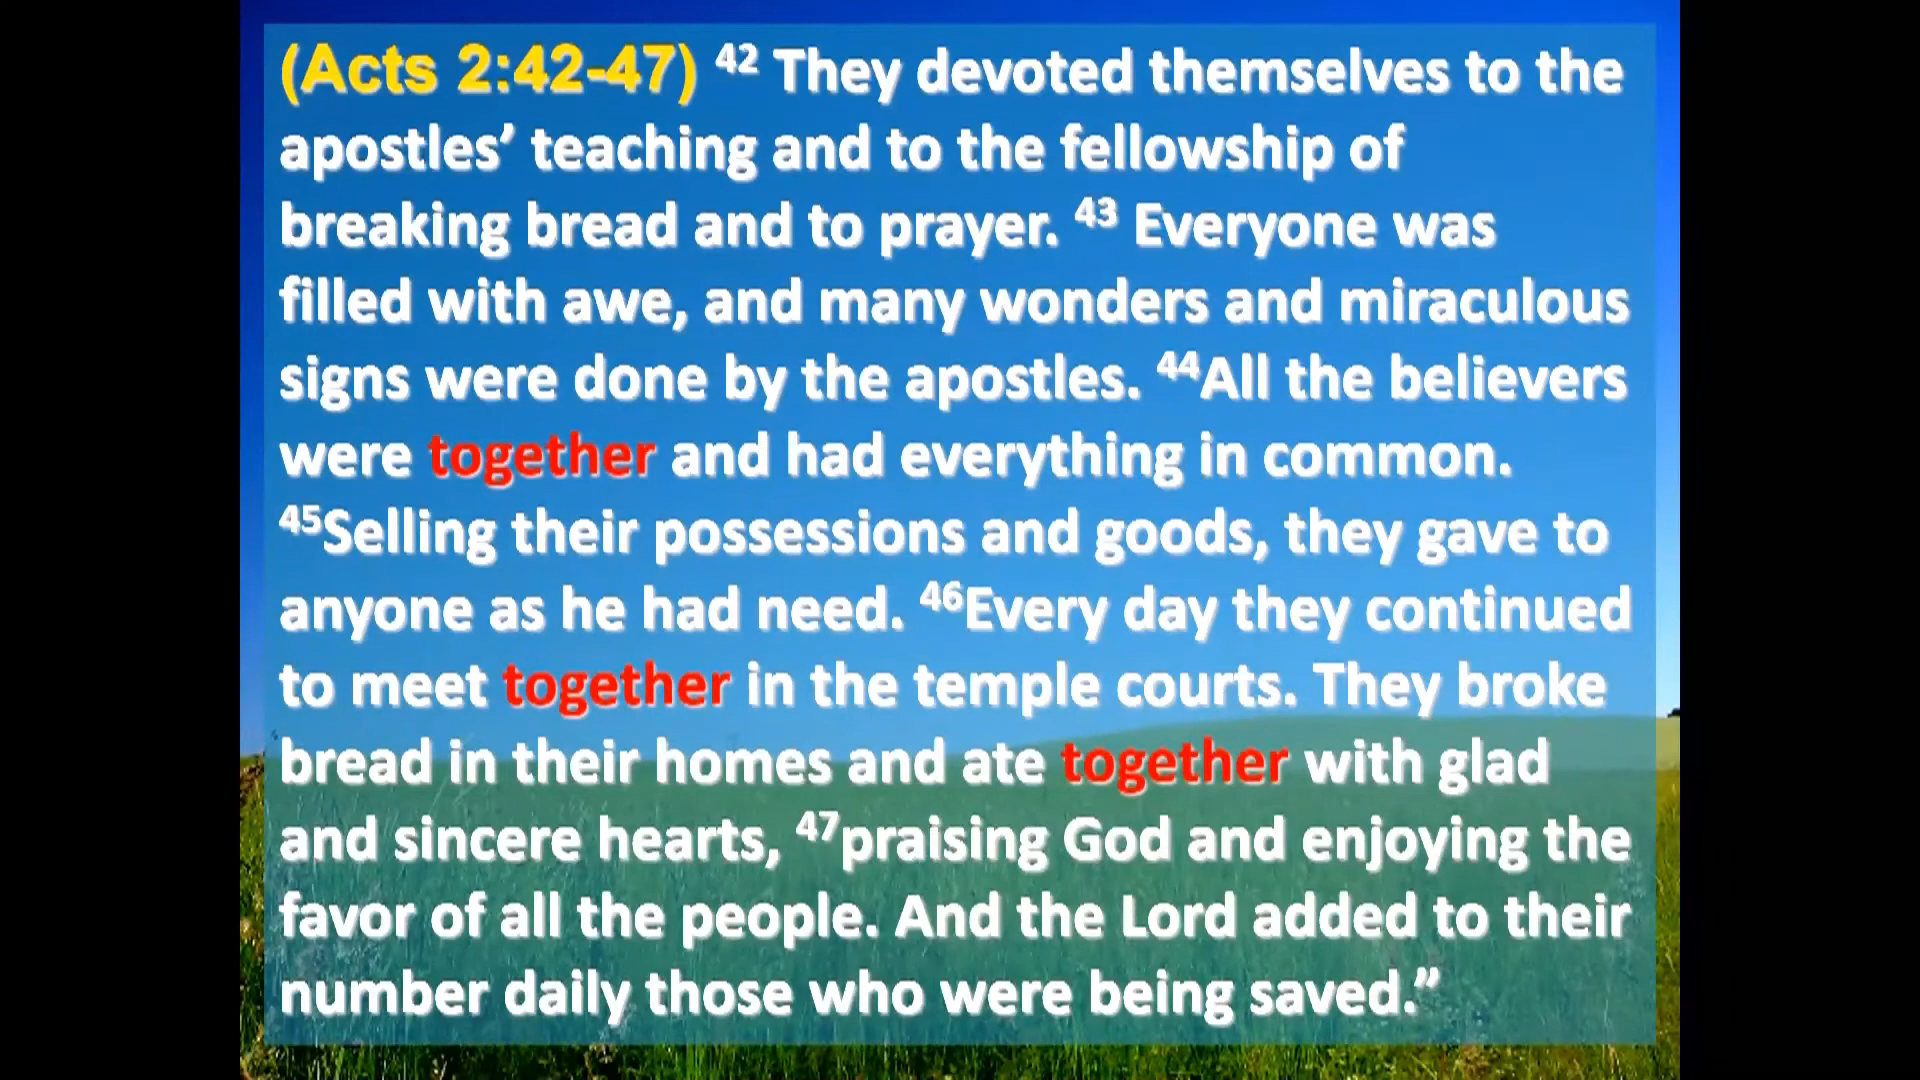 (Acts 2:42-47) 42 They devoted themselves to the
apostles’ teaching and to the fellowship of
breaking bread and to prayer. 43 Everyone was
filled with awe, and many wonders and miraculous
signs were done by the apostles. 44All the believers
were together and had everything in common.
45Selling their possessions and goods, they gave to
anyone as he had need. 46Every day they continued
to meet together in the temple courts. They broke
bread in their homes and ate together with glad
and sincere hearts, 47praising God and enjoying the
favor of all the people. And the Lord added to their
number daily those who were being saved.”